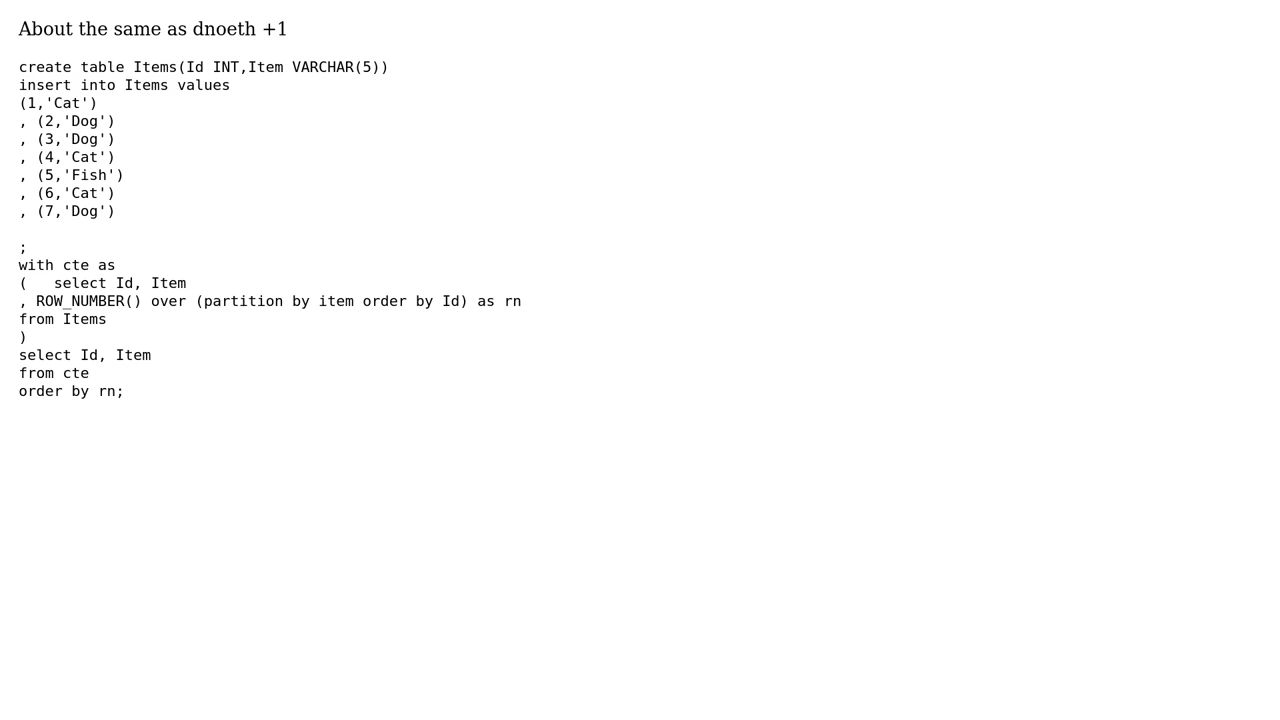 About the same as dnoeth +1
create table Items(Id INT,Item VARCHAR(5))
insert into Items values
(1,'Cat')
, (2,'Dog')
, (3,'Dog')
, (4,'Cat')
, (5,'Fish')
, (6,'Cat')
, (7,'Dog')
;
with cte as
(   select Id, Item
, ROW_NUMBER() over (partition by item order by Id) as rn
from Items
)
select Id, Item
from cte
order by rn;